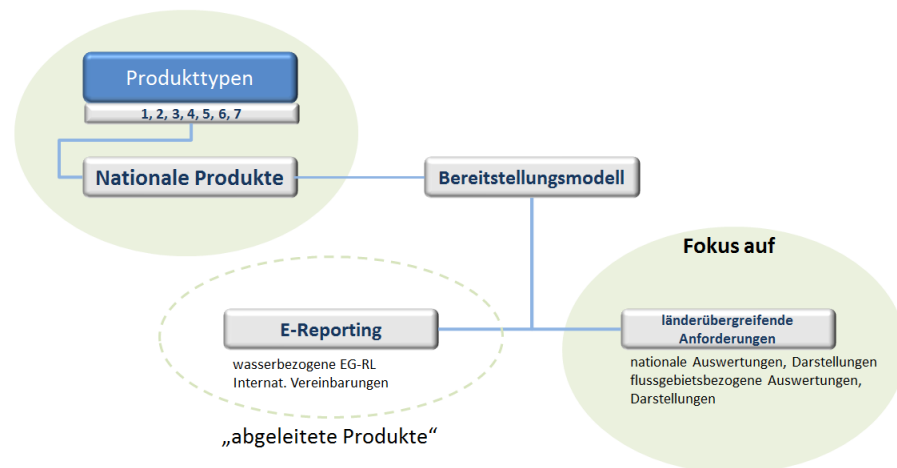 Produkttypen
1, 2, 3, 4, 5, 6, 7
Nationale Produkte
Bereitstellungsmodell
Fokus auf
E-Reporting
länderübergreifende
Anforderungen
wasserbezogene EG-RL
Internat. Vereinbarungen
nationale Auswertungen, Darstellungen
flussgebietsbezogene Auswertungen,
Darstellungen
„abgeleitete Produkte“